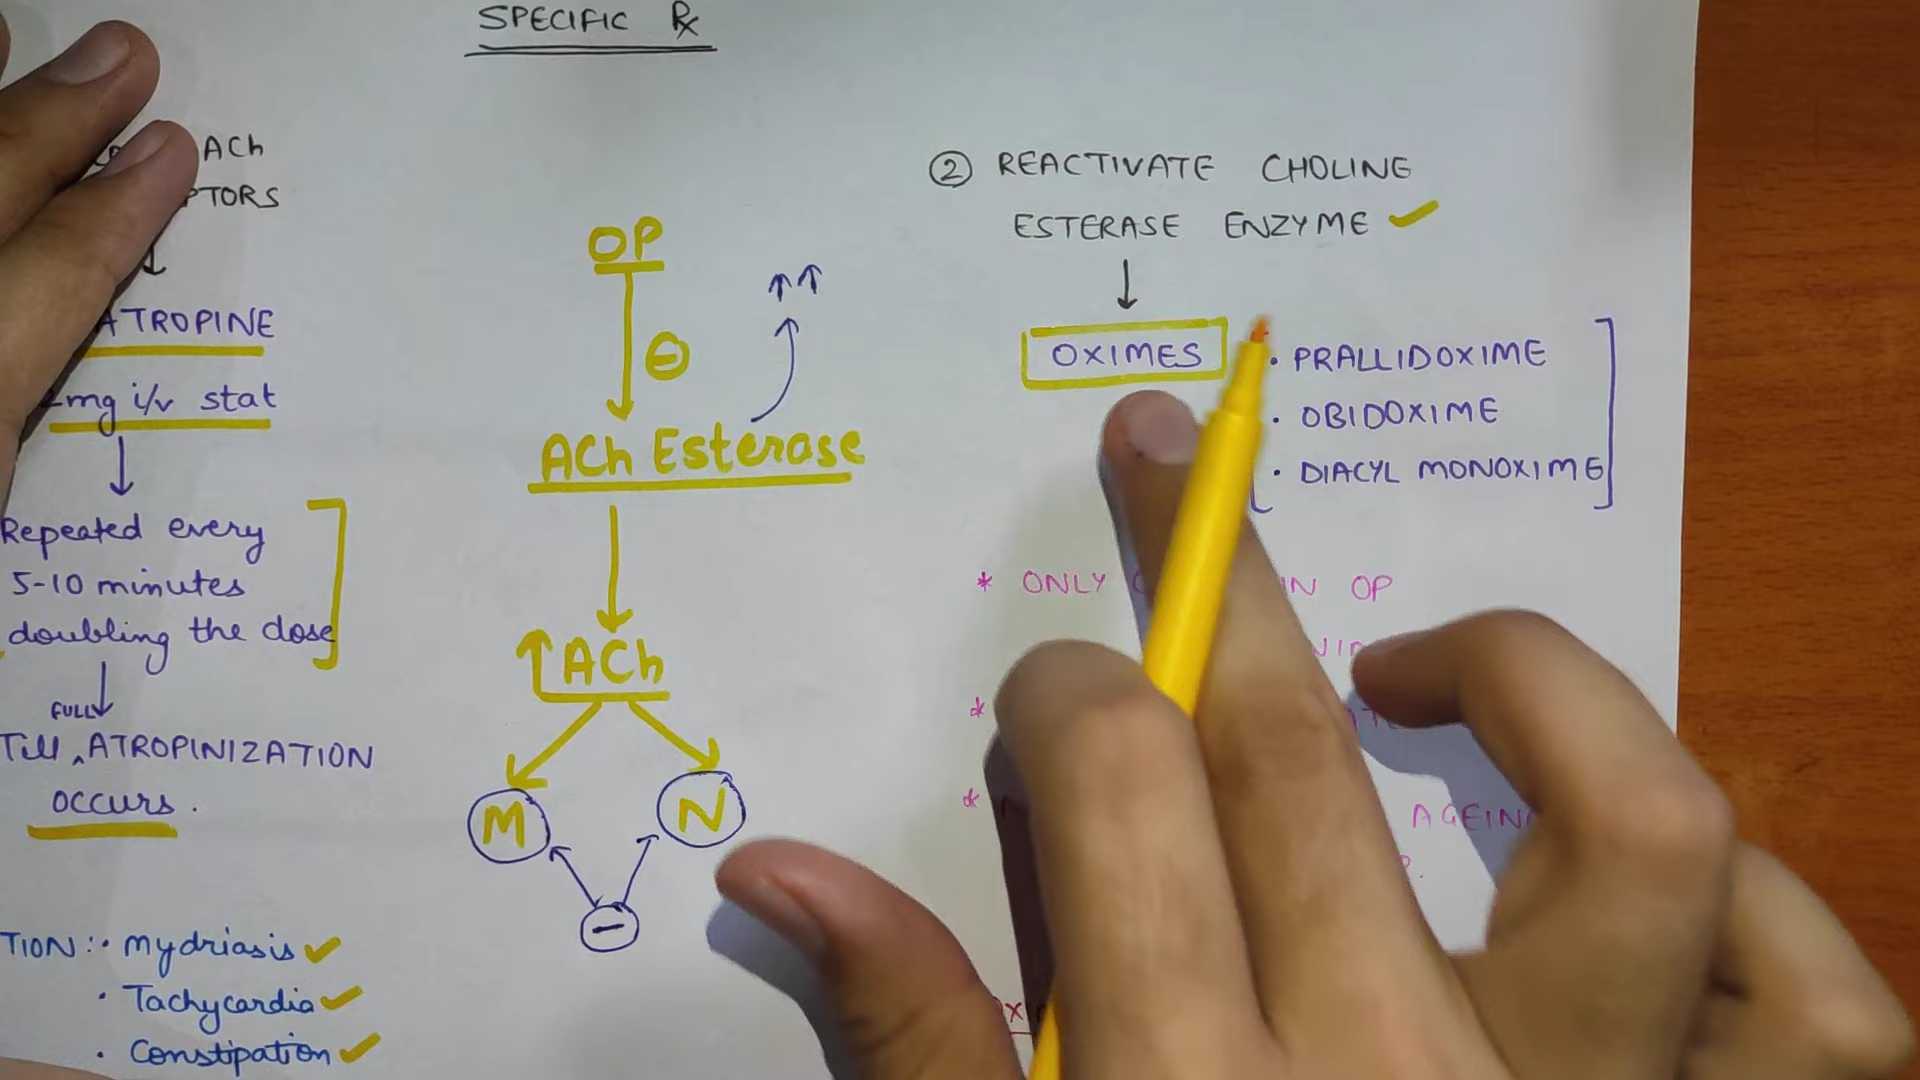 SPECIFIC Rx
ACh
PTORS
ATROPINE
mg i/v stat
Repeated every
5-10 minutes
doubling the dose
FULL
Till ^ ATROPINIZATION
OCCURS.
TION: • Mydriasis ✓
• Tachycardia ✓
• Constipation ✓
OP
⊖
↑↑
ACh Esterase
↑ACh
M N
−
② REACTIVATE CHOLINE
ESTERASE ENZYME ✓
OXIMES
• PRALLIDOXIME
• OBIDOXIME
• DIACYL MONOXIME
* ONLY IN OP
*
* AGEIN